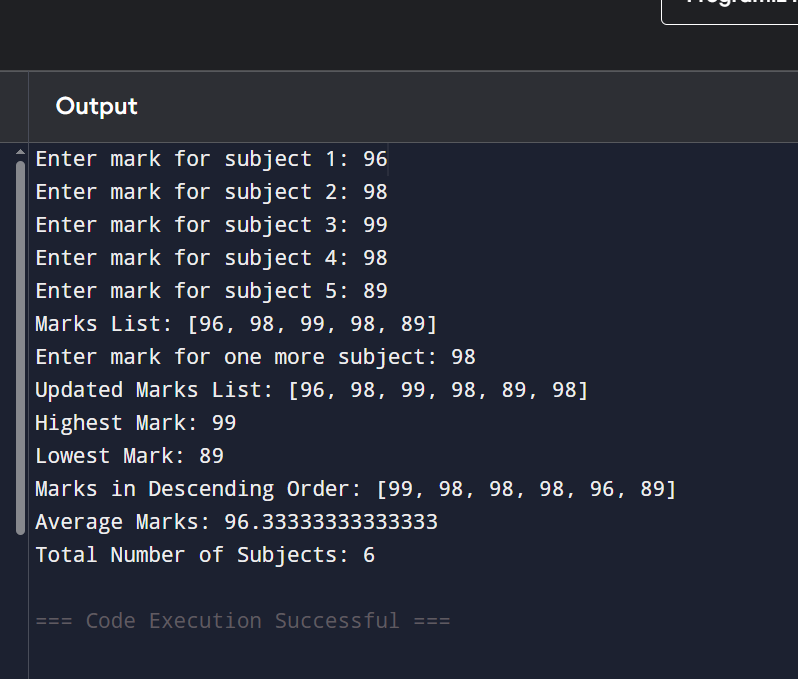 Output
Enter mark for subject 1: 96
Enter mark for subject 2: 98
Enter mark for subject 3: 99
Enter mark for subject 4: 98
Enter mark for subject 5: 89
Marks List: [96, 98, 99, 98, 89]
Enter mark for one more subject: 98
Updated Marks List: [96, 98, 99, 98, 89, 98]
Highest Mark: 99
Lowest Mark: 89
Marks in Descending Order: [99, 98, 98, 98, 96, 89]
Average Marks: 96.33333333333333
Total Number of Subjects: 6
=== Code Execution Successful ===